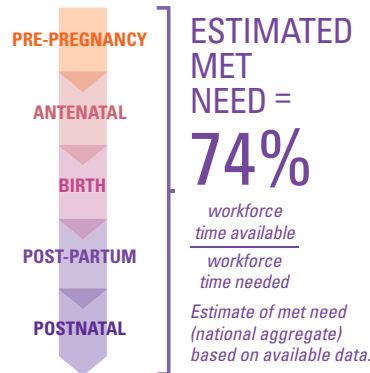 PRE-PREGNANCY
ANTENATAL
BIRTH
POST-PARTUM
POSTNATAL
ESTIMATED
MET
NEED =
74%
workforce
time available
workforce
time needed
Estimate of met need
(national aggregate)
based on available data.